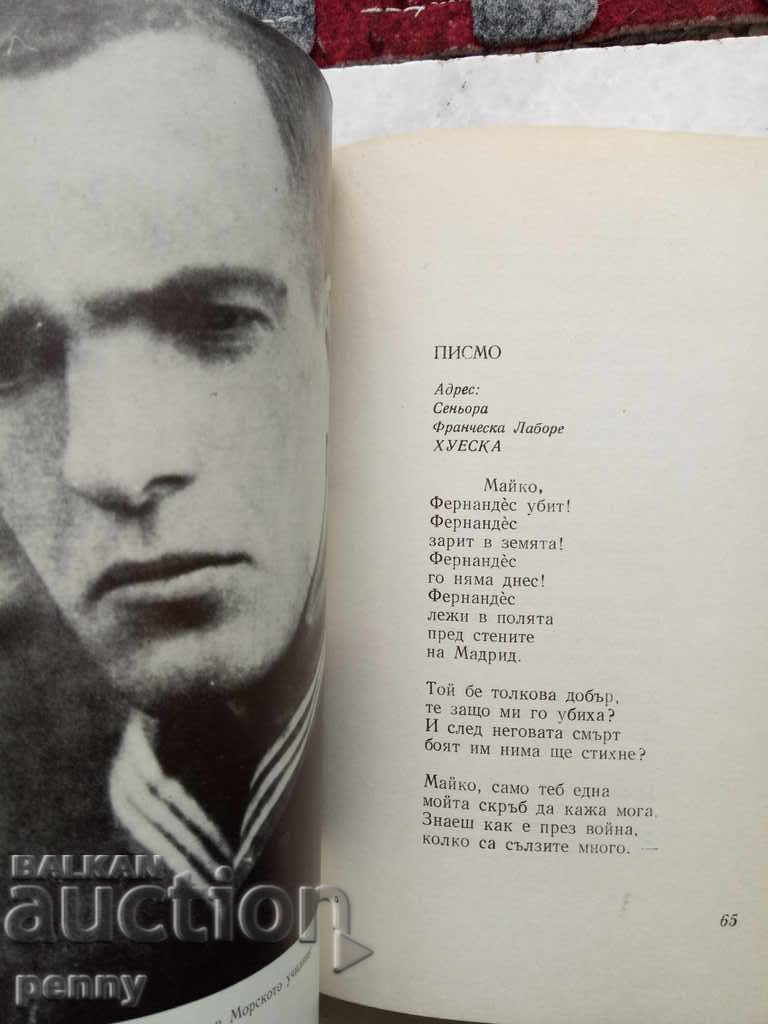 ПИСМО
Адрес:
Сеньора
Франческа Лаборе
ХУЕСКА
Майко,
Фернандѐс убит!
Фернандѐс
зарит в земята!
Фернандѐс
го няма днес!
Фернандѐс
лежи в полята
пред стените
на Мадрид.
Той бе толкова добър,
те защо ми го убиха?
И след неговата смърт
боят им нима ще стихне?
Майко, само теб една
мойта скръб да кажа мога.
Знаеш как е през война,
колко са сълзите много. —
65
Морското училище
BALKAN
auction
penny